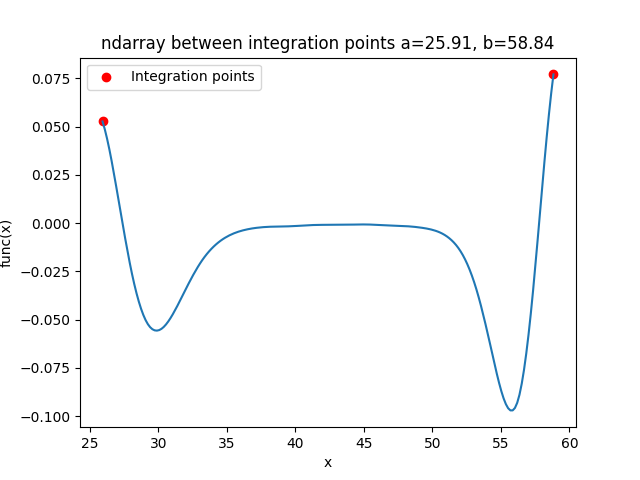 ndarray between integration points a=25.91, b=58.84
Integration points
0.075
0.050
0.025
0.000
−0.025
−0.050
−0.075
−0.100
func(x)
25 30 35 40 45 50 55 60
x